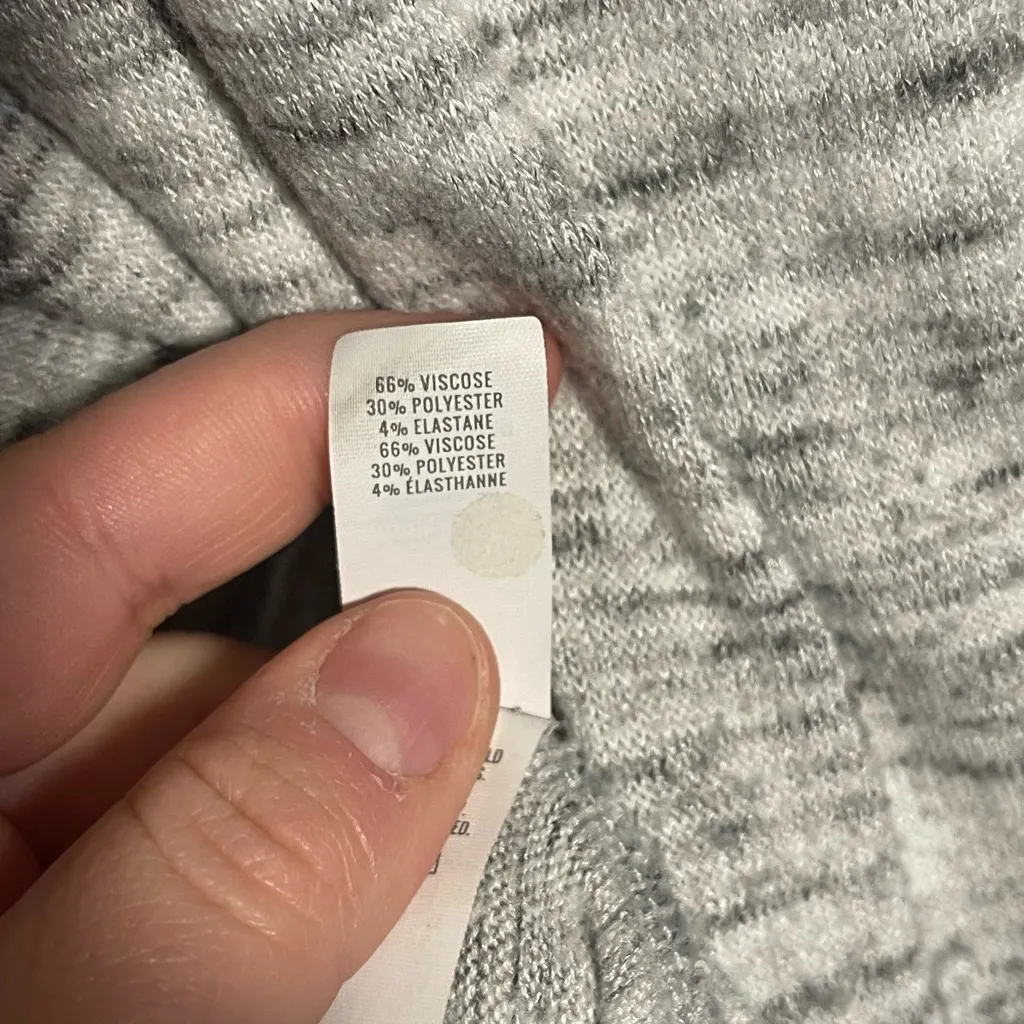 66% VISCOSE
30% POLYESTER
4% ELASTANE
66% VISCOSE
30% POLYESTER
4% ÉLASTHANNE